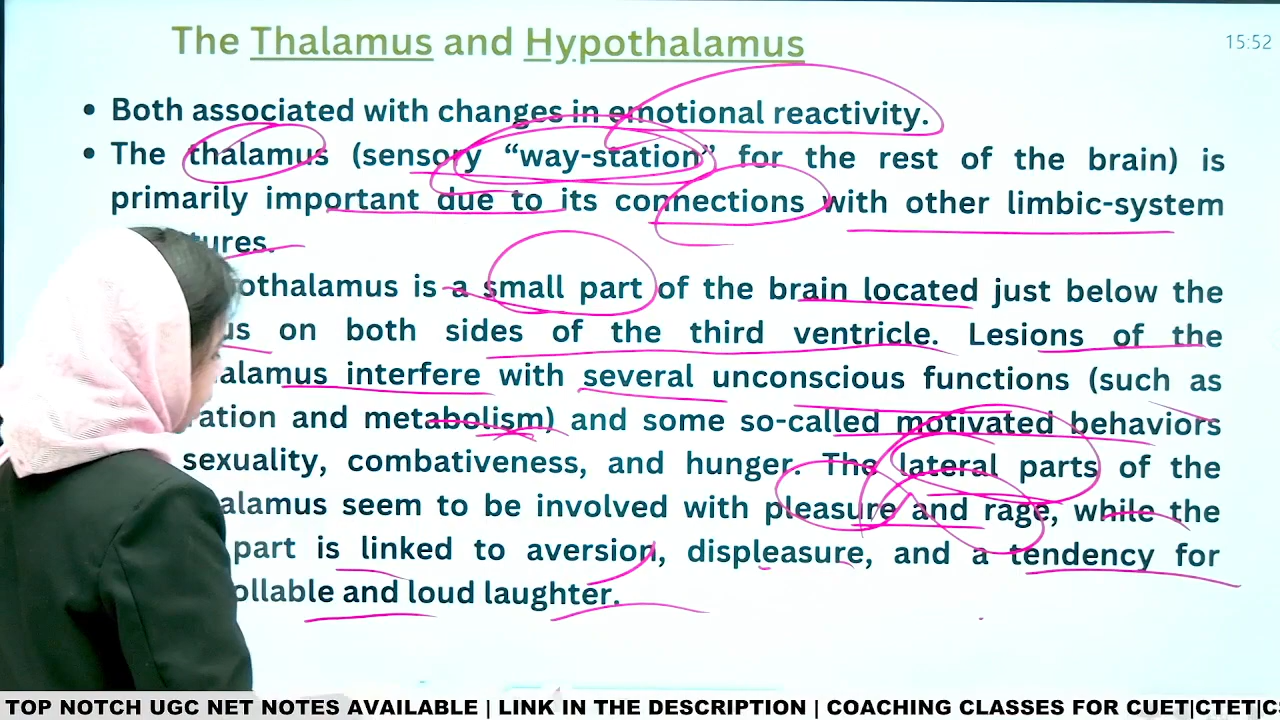 The Thalamus and Hypothalamus
15:52
• Both associated with changes in emotional reactivity.
• The thalamus (sensory “way-station” for the rest of the brain) is
primarily important due to its connections with other limbic-system
tures.
othalamus is a small part of the brain located just below the
us on both sides of the third ventricle. Lesions of the
alamus interfere with several unconscious functions (such as
ration and metabolism) and some so-called motivated behaviors
sexuality, combativeness, and hunger. The lateral parts of the
alamus seem to be involved with pleasure and rage, while the
part is linked to aversion, displeasure, and a tendency for
ollable and loud laughter.
TOP NOTCH UGC NET NOTES AVAILABLE | LINK IN THE DESCRIPTION | COACHING CLASSES FOR CUET|CTET|C